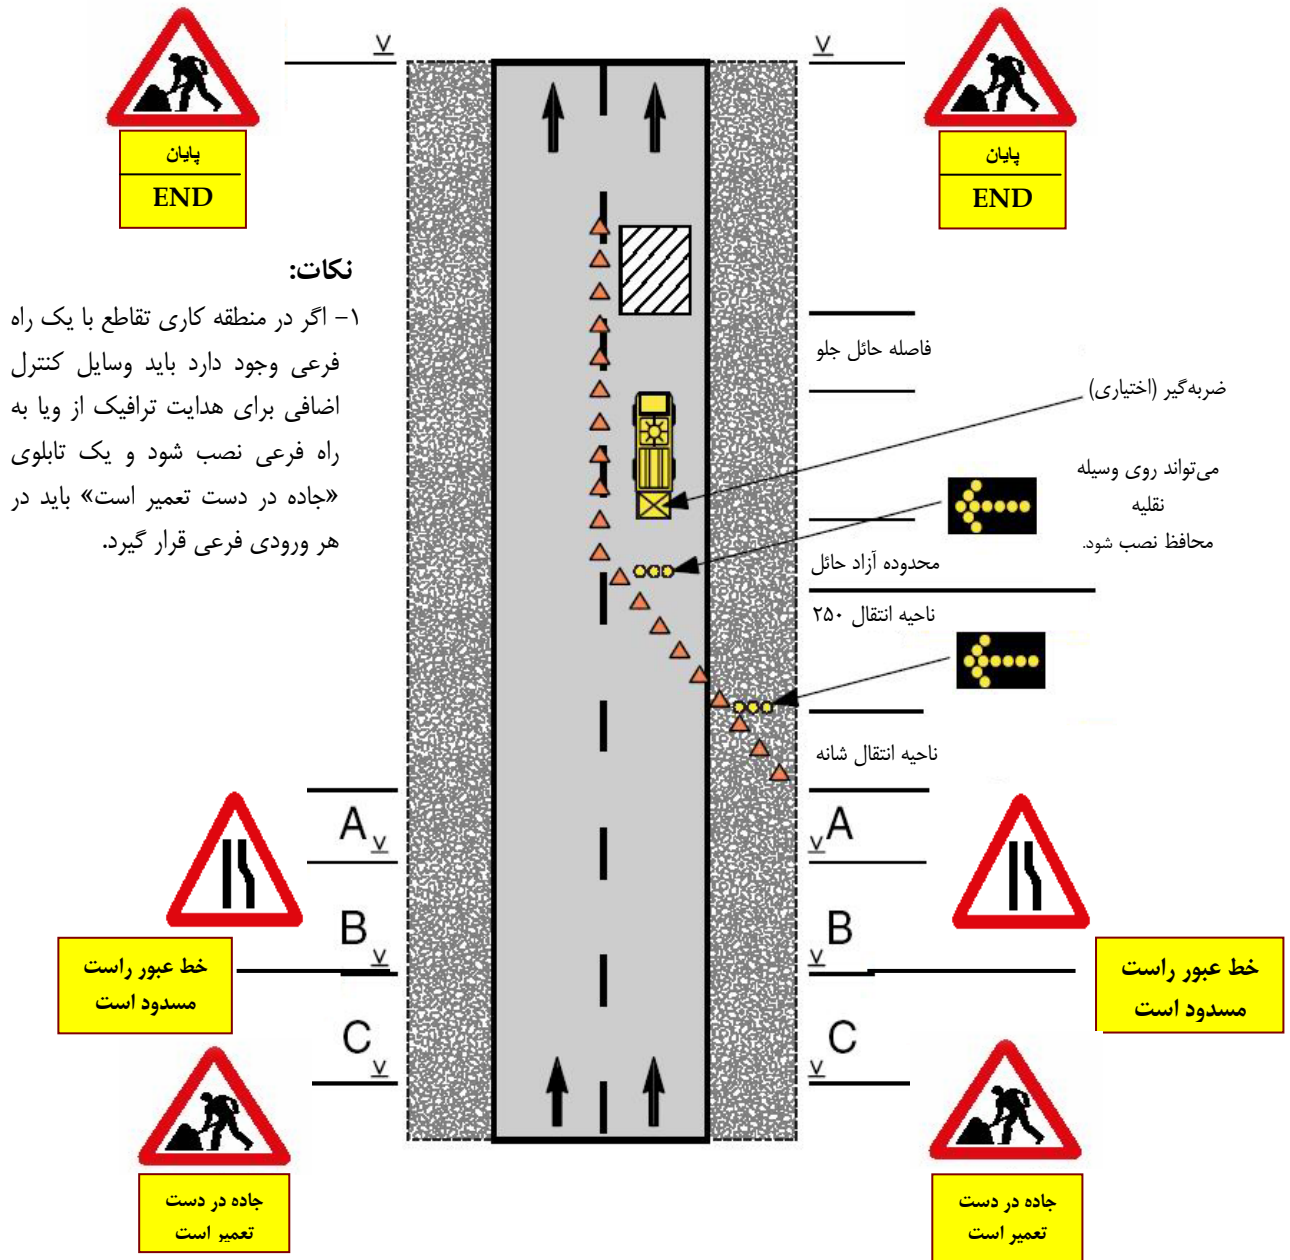 پایان
END
پایان
END
نکات:
۱- اگر در منطقه کاری تقاطع با یک راه
فرعی وجود دارد باید وسایل کنترل
اضافی برای هدایت ترافیک از ویا به
راه فرعی نصب شود و یک تابلوی
«جاده در دست تعمیر است» باید در
هر ورودی فرعی قرار گیرد.
فاصله حائل جلو
ضربه‌گیر (اختیاری)
می‌تواند روی وسیله
نقلیه
محافظ نصب شود.
محدوده آزاد حائل
ناحیه انتقال ۲۵۰
ناحیه انتقال شانه
A
A
B
B
خط عبور راست
مسدود است
خط عبور راست
مسدود است
C
C
جاده در دست
تعمیر است
جاده در دست
تعمیر است